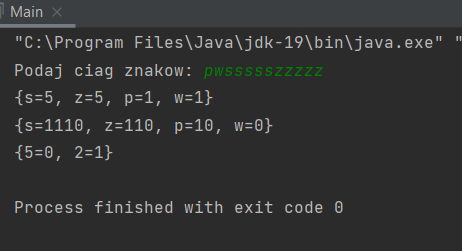 Main ×
"C:\Program Files\Java\jdk-19\bin\java.exe" "
Podaj ciag znakow: pwssssszzzzz
{s=5, z=5, p=1, w=1}
{s=1110, z=110, p=10, w=0}
{5=0, 2=1}
Process finished with exit code 0